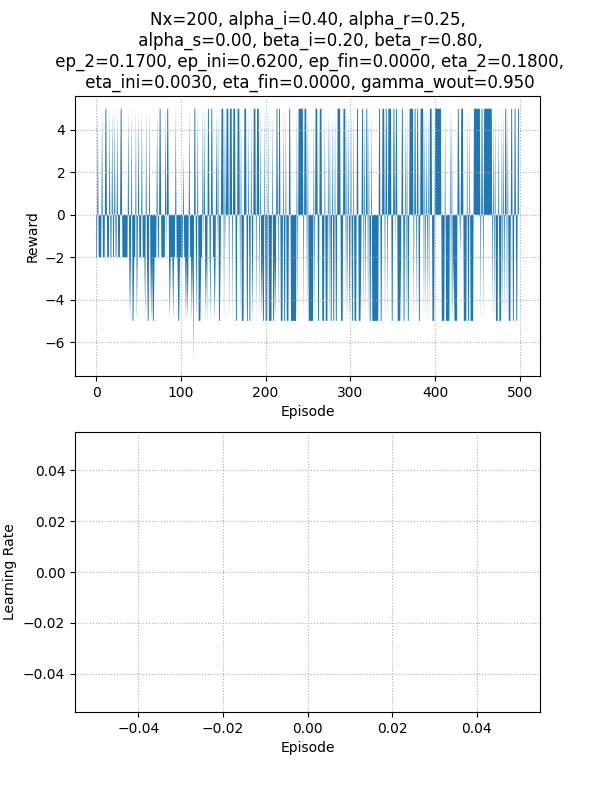 Nx=200, alpha_i=0.40, alpha_r=0.25,
alpha_s=0.00, beta_i=0.20, beta_r=0.80,
ep_2=0.1700, ep_ini=0.6200, ep_fin=0.0000, eta_2=0.1800,
eta_ini=0.0030, eta_fin=0.0000, gamma_wout=0.950
4
2
0
−2
−4
−6
Reward
0 100 200 300 400 500
Episode
0.04
0.02
0.00
−0.02
−0.04
Learning Rate
−0.04 −0.02 0.00 0.02 0.04
Episode